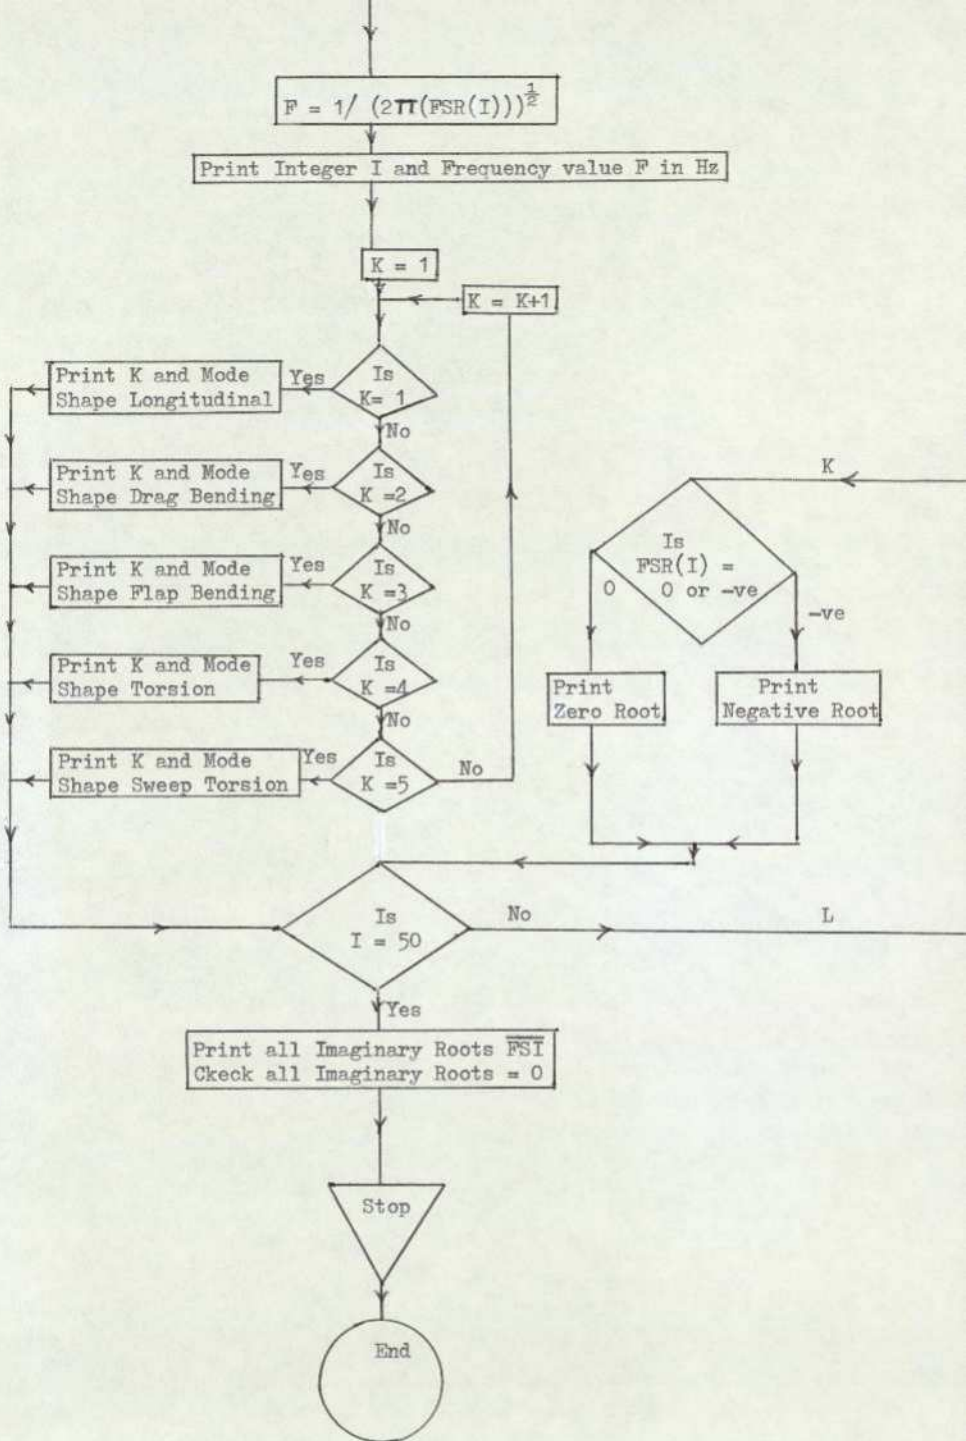 F = 1/ (2π(FSR(I)))^½
Print Integer I and Frequency value F in Hz
K = 1
K = K+1
Is
K= 1
Yes
Print K and Mode
Shape Longitudinal
No
Is
K =2
Yes
Print K and Mode
Shape Drag Bending
No
Is
K =3
Yes
Print K and Mode
Shape Flap Bending
No
Is
K =4
Yes
Print K and Mode
Shape Torsion
No
Is
K =5
Yes
Print K and Mode
Shape Sweep Torsion
No
K
Is
FSR(I) =
0 or -ve
0
-ve
Print
Zero Root
Print
Negative Root
Is
I = 50
No
L
Yes
Print all Imaginary Roots F̅S̅I̅
Ckeck all Imaginary Roots = 0
Stop
End